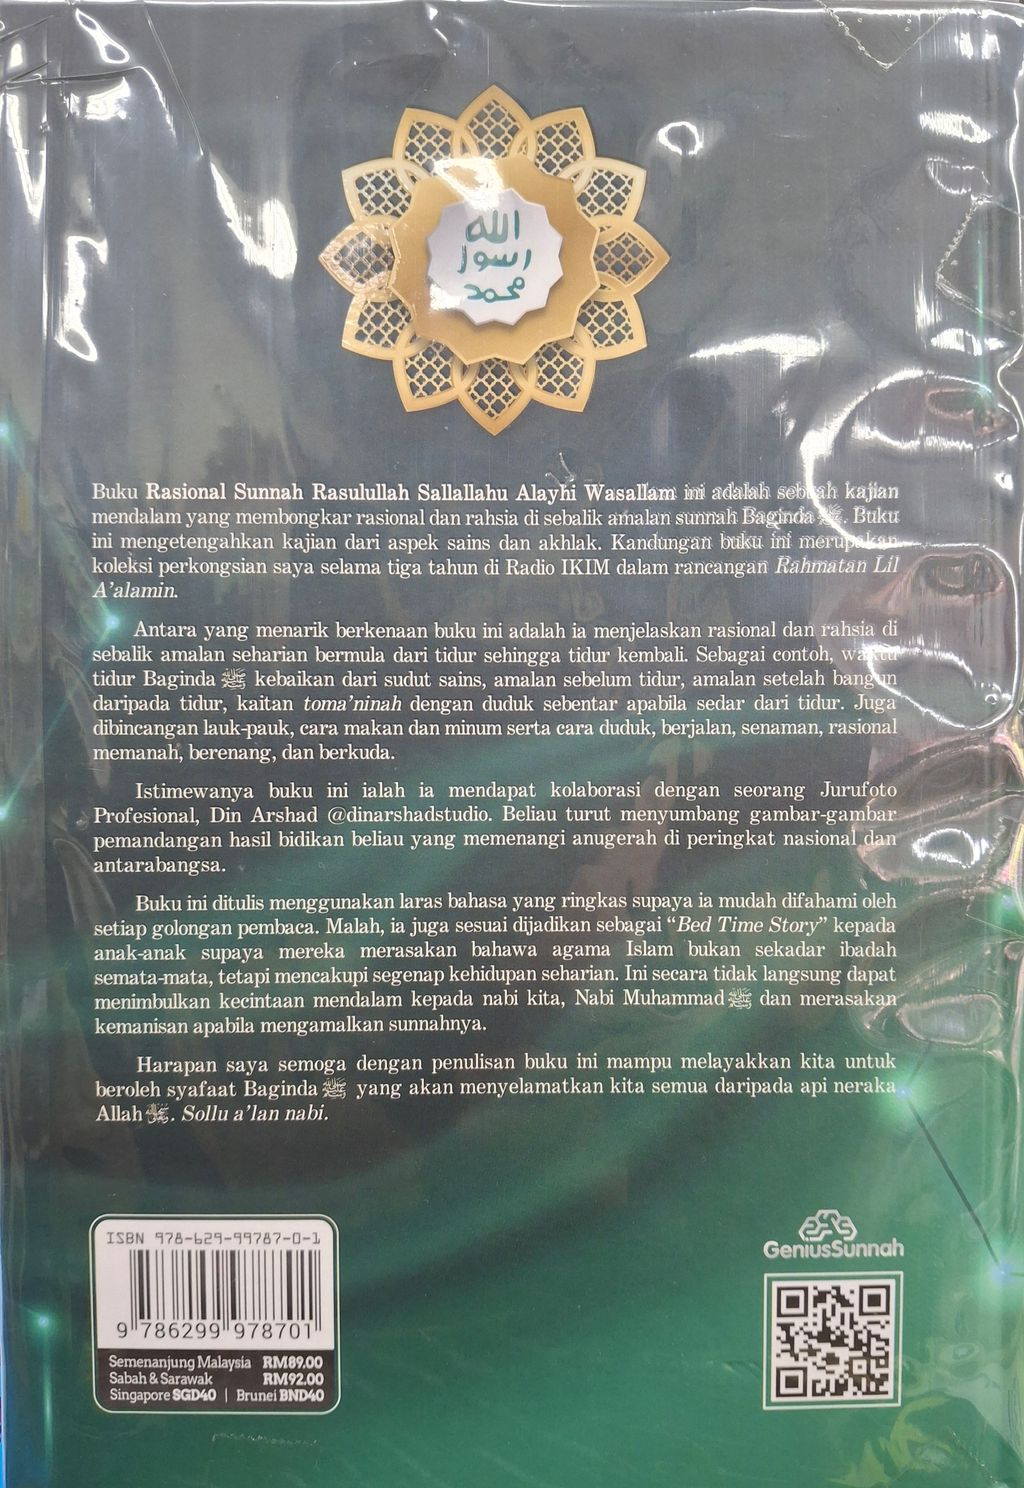 الله
رسول
محمد
Buku Rasional Sunnah Rasulullah Sallallahu Alayhi Wasallam ini adalah sebuah kajian
mendalam yang membongkar rasional dan rahsia di sebalik amalan sunnah Baginda ﷺ. Buku
ini mengetengahkan kajian dari aspek sains dan akhlak. Kandungan buku ini merupakan
koleksi perkongsian saya selama tiga tahun di Radio IKIM dalam rancangan Rahmatan Lil
A'alamin.
Antara yang menarik berkenaan buku ini adalah ia menjelaskan rasional dan rahsia di
sebalik amalan seharian bermula dari tidur sehingga tidur kembali. Sebagai contoh, waktu
tidur Baginda ﷺ kebaikan dari sudut sains, amalan sebelum tidur, amalan setelah bangun
daripada tidur, kaitan toma'ninah dengan duduk sebentar apabila sedar dari tidur. Juga
dibincangan lauk-pauk, cara makan dan minum serta cara duduk, berjalan, senaman, rasional
memanah, berenang, dan berkuda.
Istimewanya buku ini ialah ia mendapat kolaborasi dengan seorang Jurufoto
Profesional, Din Arshad @dinarshadstudio. Beliau turut menyumbang gambar-gambar
pemandangan hasil bidikan beliau yang memenangi anugerah di peringkat nasional dan
antarabangsa.
Buku ini ditulis menggunakan laras bahasa yang ringkas supaya ia mudah difahami oleh
setiap golongan pembaca. Malah, ia juga sesuai dijadikan sebagai “Bed Time Story” kepada
anak-anak supaya mereka merasakan bahawa agama Islam bukan sekadar ibadah
semata-mata, tetapi mencakupi segenap kehidupan seharian. Ini secara tidak langsung dapat
menimbulkan kecintaan mendalam kepada nabi kita, Nabi Muhammad ﷺ dan merasakan
kemanisan apabila mengamalkan sunnahnya.
Harapan saya semoga dengan penulisan buku ini mampu melayakkan kita untuk
beroleh syafaat Baginda ﷺ yang akan menyelamatkan kita semua daripada api neraka
Allah. Sollu a'lan nabi.
ISBN 978-629-99787-0-1
9 786299 978701
Semenanjung Malaysia RM89.00
Sabah & Sarawak RM92.00
Singapore SGD40 | Brunei BND40
GeniusSunnah